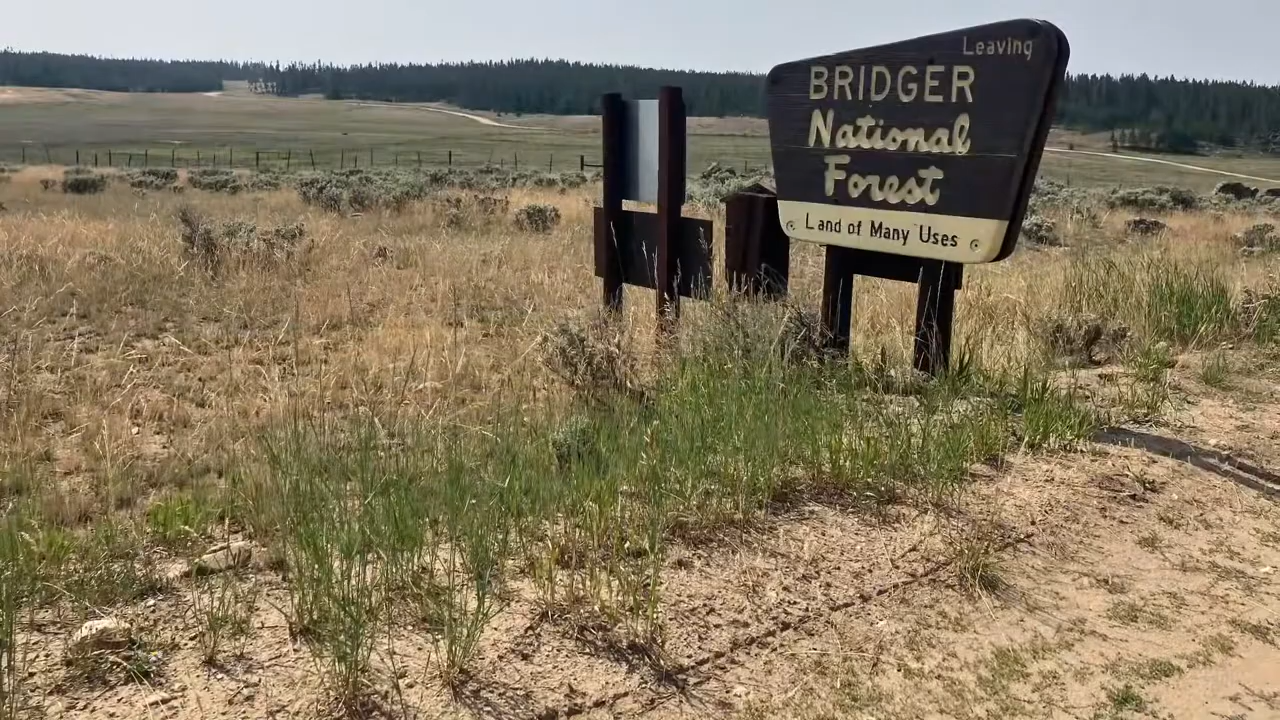 Leaving
BRIDGER
National
Forest
Land of Many Uses